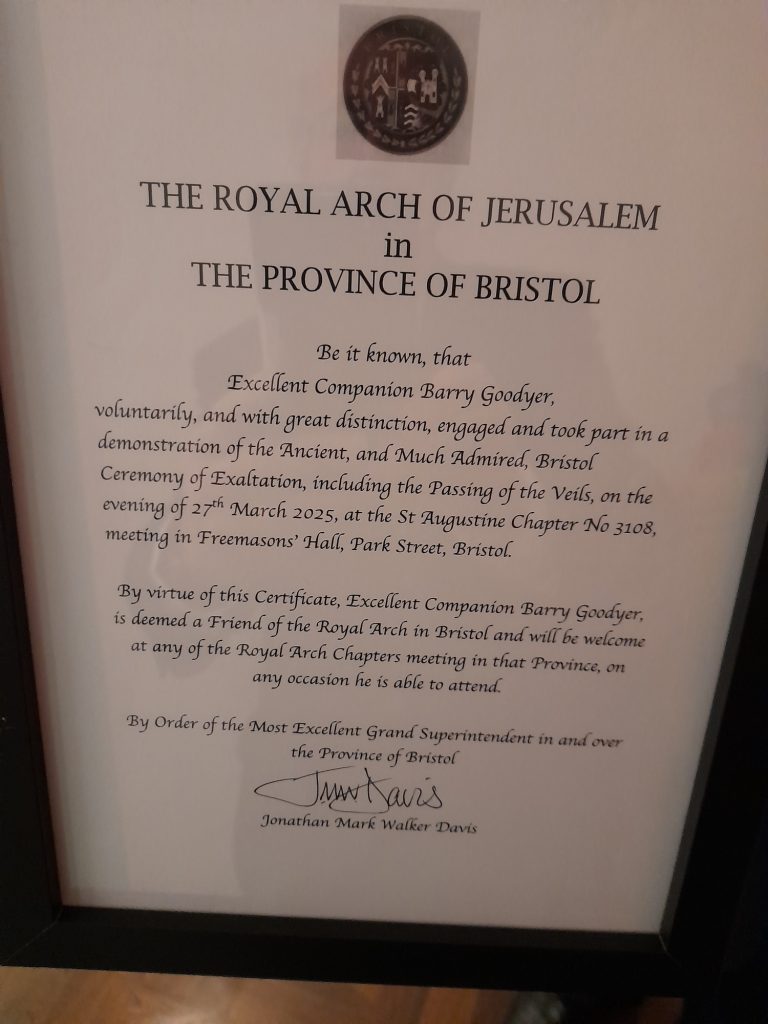 THE ROYAL ARCH OF JERUSALEM
in
THE PROVINCE OF BRISTOL
Be it known, that
Excellent Companion Barry Goodyer,
voluntarily, and with great distinction, engaged and took part in a
demonstration of the Ancient, and Much Admired, Bristol
Ceremony of Exaltation, including the Passing of the Veils, on the
evening of 27th March 2025, at the St Augustine Chapter No 3108,
meeting in Freemasons' Hall, Park Street, Bristol.
By virtue of this Certificate, Excellent Companion Barry Goodyer,
is deemed a Friend of the Royal Arch in Bristol and will be welcome
at any of the Royal Arch Chapters meeting in that Province, on
any occasion he is able to attend.
By Order of the Most Excellent Grand Superintendent in and over
the Province of Bristol
Davis
Jonathan Mark Walker Davis